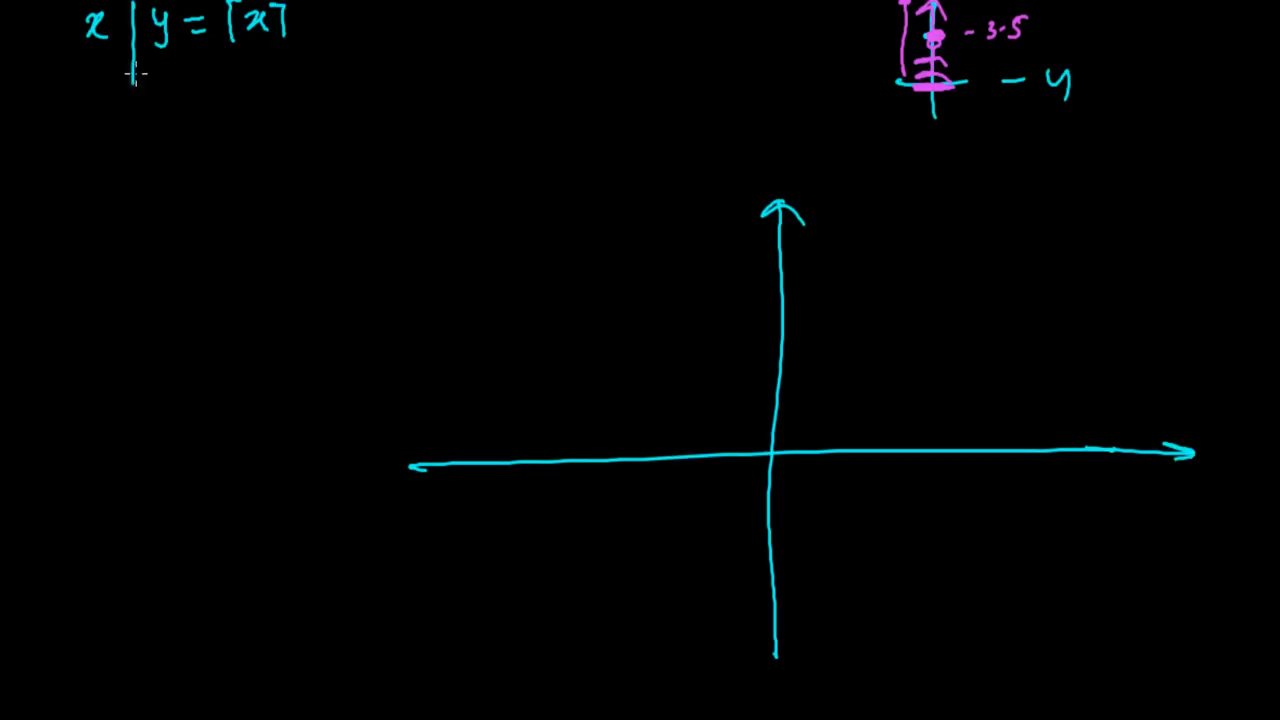 x | y = ⌈x⌉
- 3.5
- 4